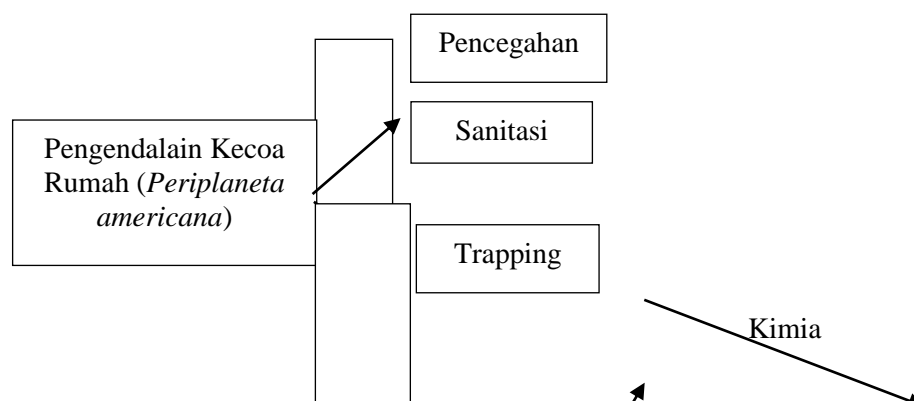 Pencegahan
Sanitasi
Pengendalain Kecoa
Rumah (Periplaneta
americana)
Trapping
Kimia